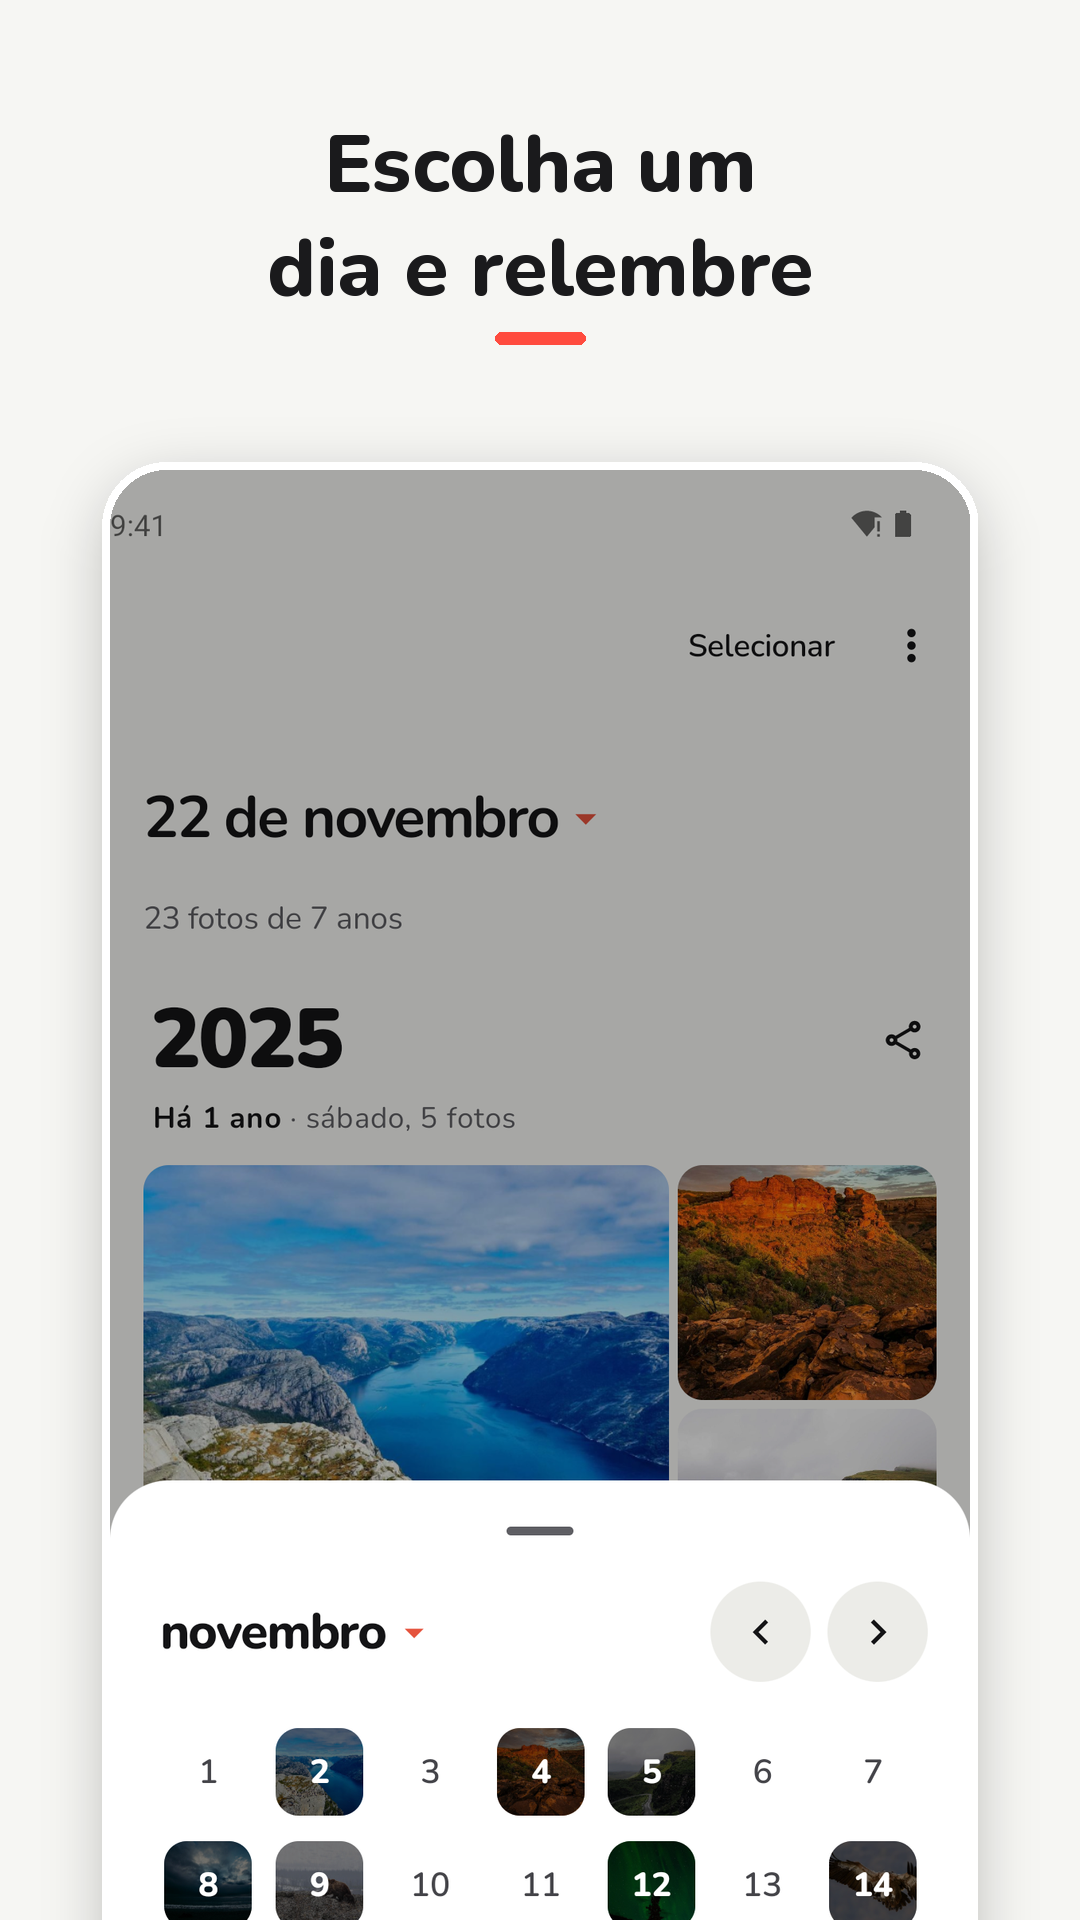 Escolha um
dia e relembre
9:41
Selecionar
22 de novembro
23 fotos de 7 anos
2025
Há 1 ano · sábado, 5 fotos
novembro
1 2 3 4 5 6 7
8 9 10 11 12 13 14